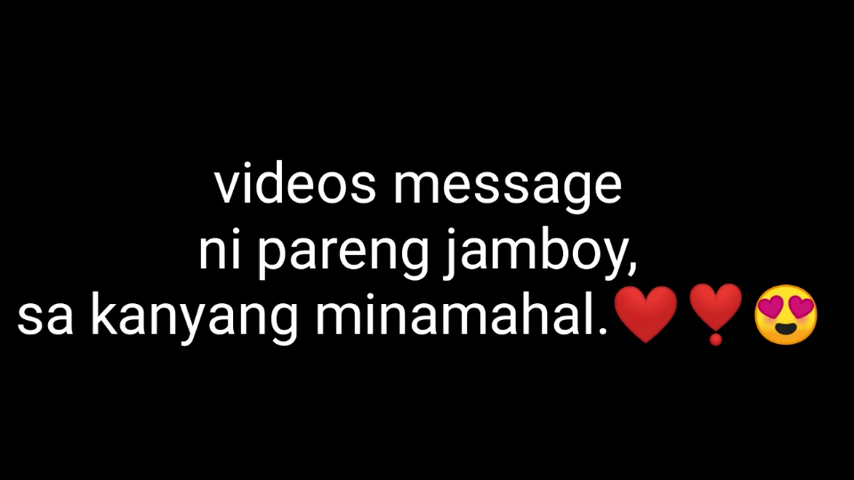 videos message
ni pareng jamboy,
sa kanyang minamahal.❤️❣️😍